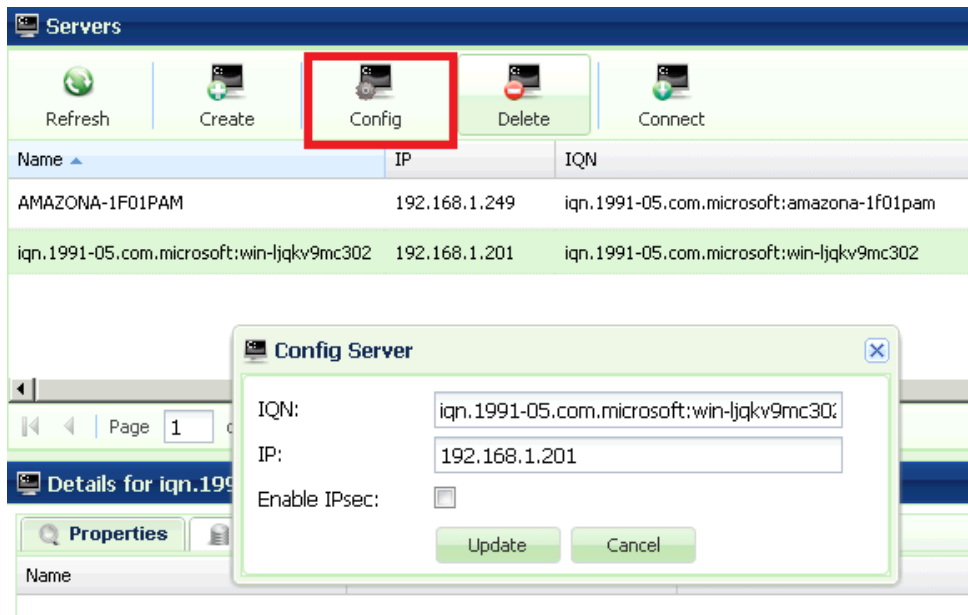 Servers
Refresh Create Config Delete Connect
Name IP IQN
AMAZONA-1F01PAM 192.168.1.249 iqn.1991-05.com.microsoft:amazona-1f01pam
iqn.1991-05.com.microsoft:win-ljqkv9mc302 192.168.1.201 iqn.1991-05.com.microsoft:win-ljqkv9mc302
Config Server
IQN: iqn.1991-05.com.microsoft:win-ljqkv9mc302
Page 1
IP: 192.168.1.201
Details for iqn.199
Enable IPsec:
Properties
Update Cancel
Name